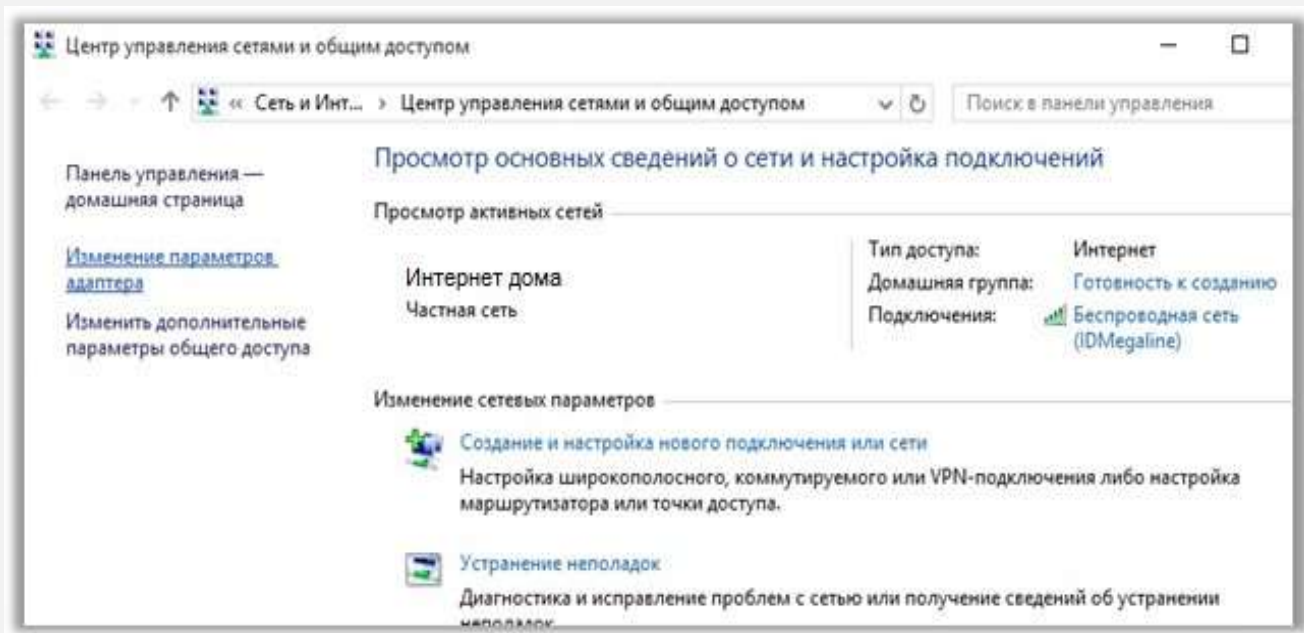 Центр управления сетями и общим доступом
« Сеть и Инт... › Центр управления сетями и общим доступом
Поиск в панели управления
Панель управления —
домашняя страница
Изменение параметров
адаптера
Изменить дополнительные
параметры общего доступа
Просмотр основных сведений о сети и настройка подключений
Просмотр активных сетей
Интернет дома
Частная сеть
Тип доступа: Интернет
Домашняя группа: Готовность к созданию
Подключения: Беспроводная сеть
(IDMegaline)
Изменение сетевых параметров
Создание и настройка нового подключения или сети
Настройка широкополосного, коммутируемого или VPN-подключения либо настройка
маршрутизатора или точки доступа.
Устранение неполадок
Диагностика и исправление проблем с сетью или получение сведений об устранении
неполадок.